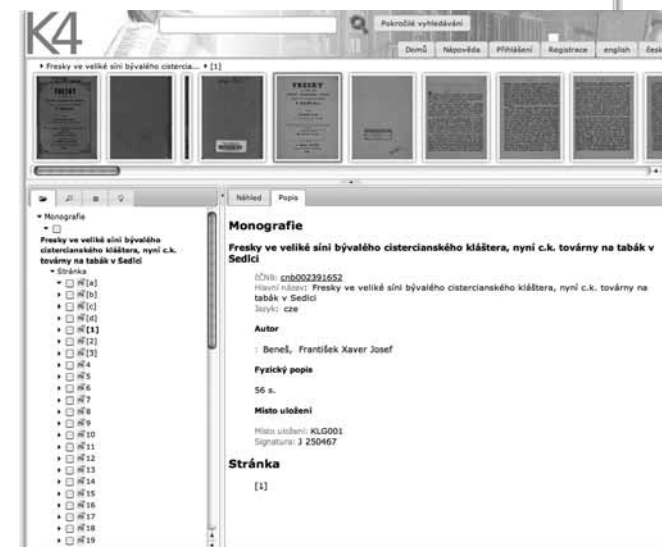 K4
Pokročilé vyhledávání
Domů Nápověda Přihlášení Registrace english česk
Fresky ve veliké síni bývalého cistercia... [1]
FRESKY
FRESKY
Náhled Popis
Monografie
Fresky ve veliké síni bývalého
cistercianského kláštera, nyní c.k.
továrny na tabák v Sedlci
Stránka
[a]
[b]
[c]
[d]
[1]
[2]
[3]
4
5
6
7
8
9
10
11
12
13
14
15
16
17
18
19
Monografie
Fresky ve veliké síni bývalého cistercianského kláštera, nyní c.k. továrny na tabák v
Sedlci
čČNB: cnb002391652
Hlavní název: Fresky ve veliké síni bývalého cistercianského kláštera, nyní c.k. továrny na
tabák v Sedlci
Jazyk: cze
Autor
: Beneš, František Xaver Josef
Fyzický popis
56 s.
Místo uložení
Místo uložení: KLG001
Signatura: J 250467
Stránka
[1]